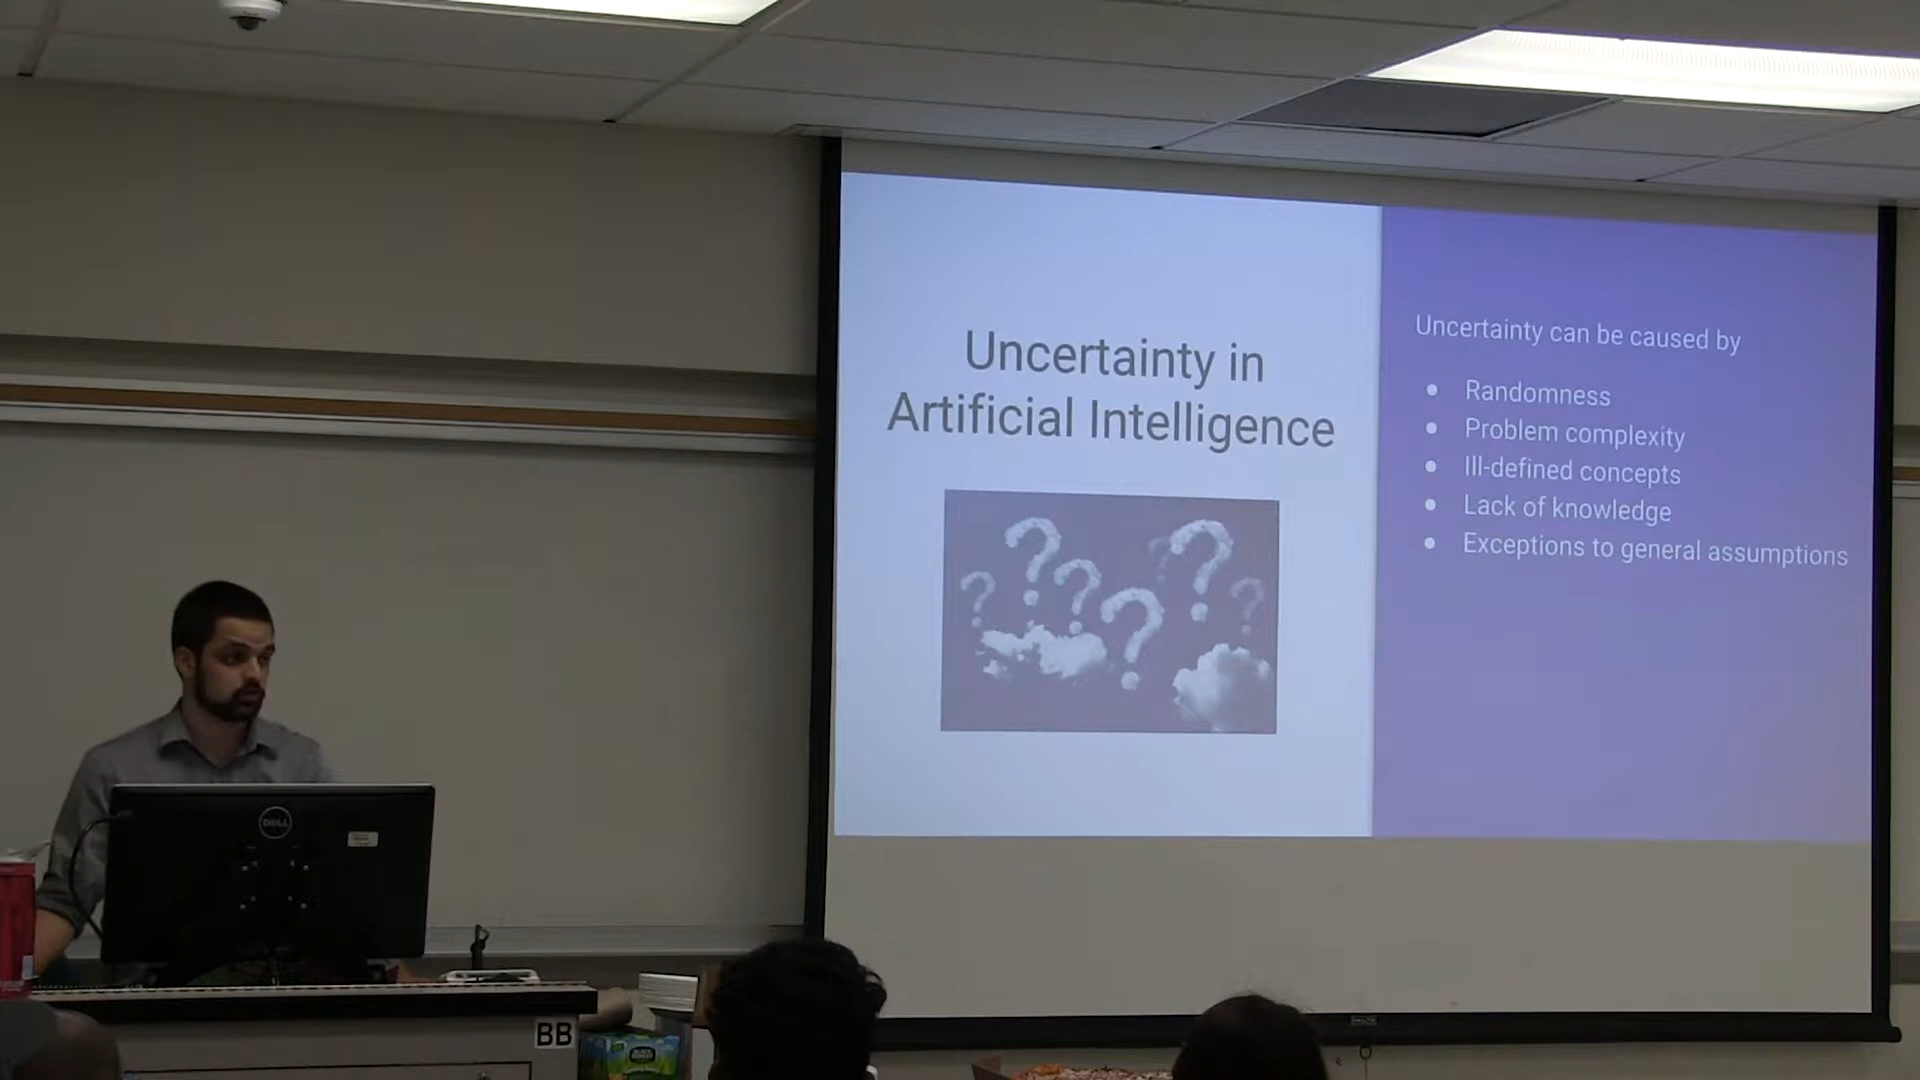 Uncertainty in
Artificial Intelligence
Uncertainty can be caused by
● Randomness
● Problem complexity
● Ill-defined concepts
● Lack of knowledge
● Exceptions to general assumptions
DELL
BB